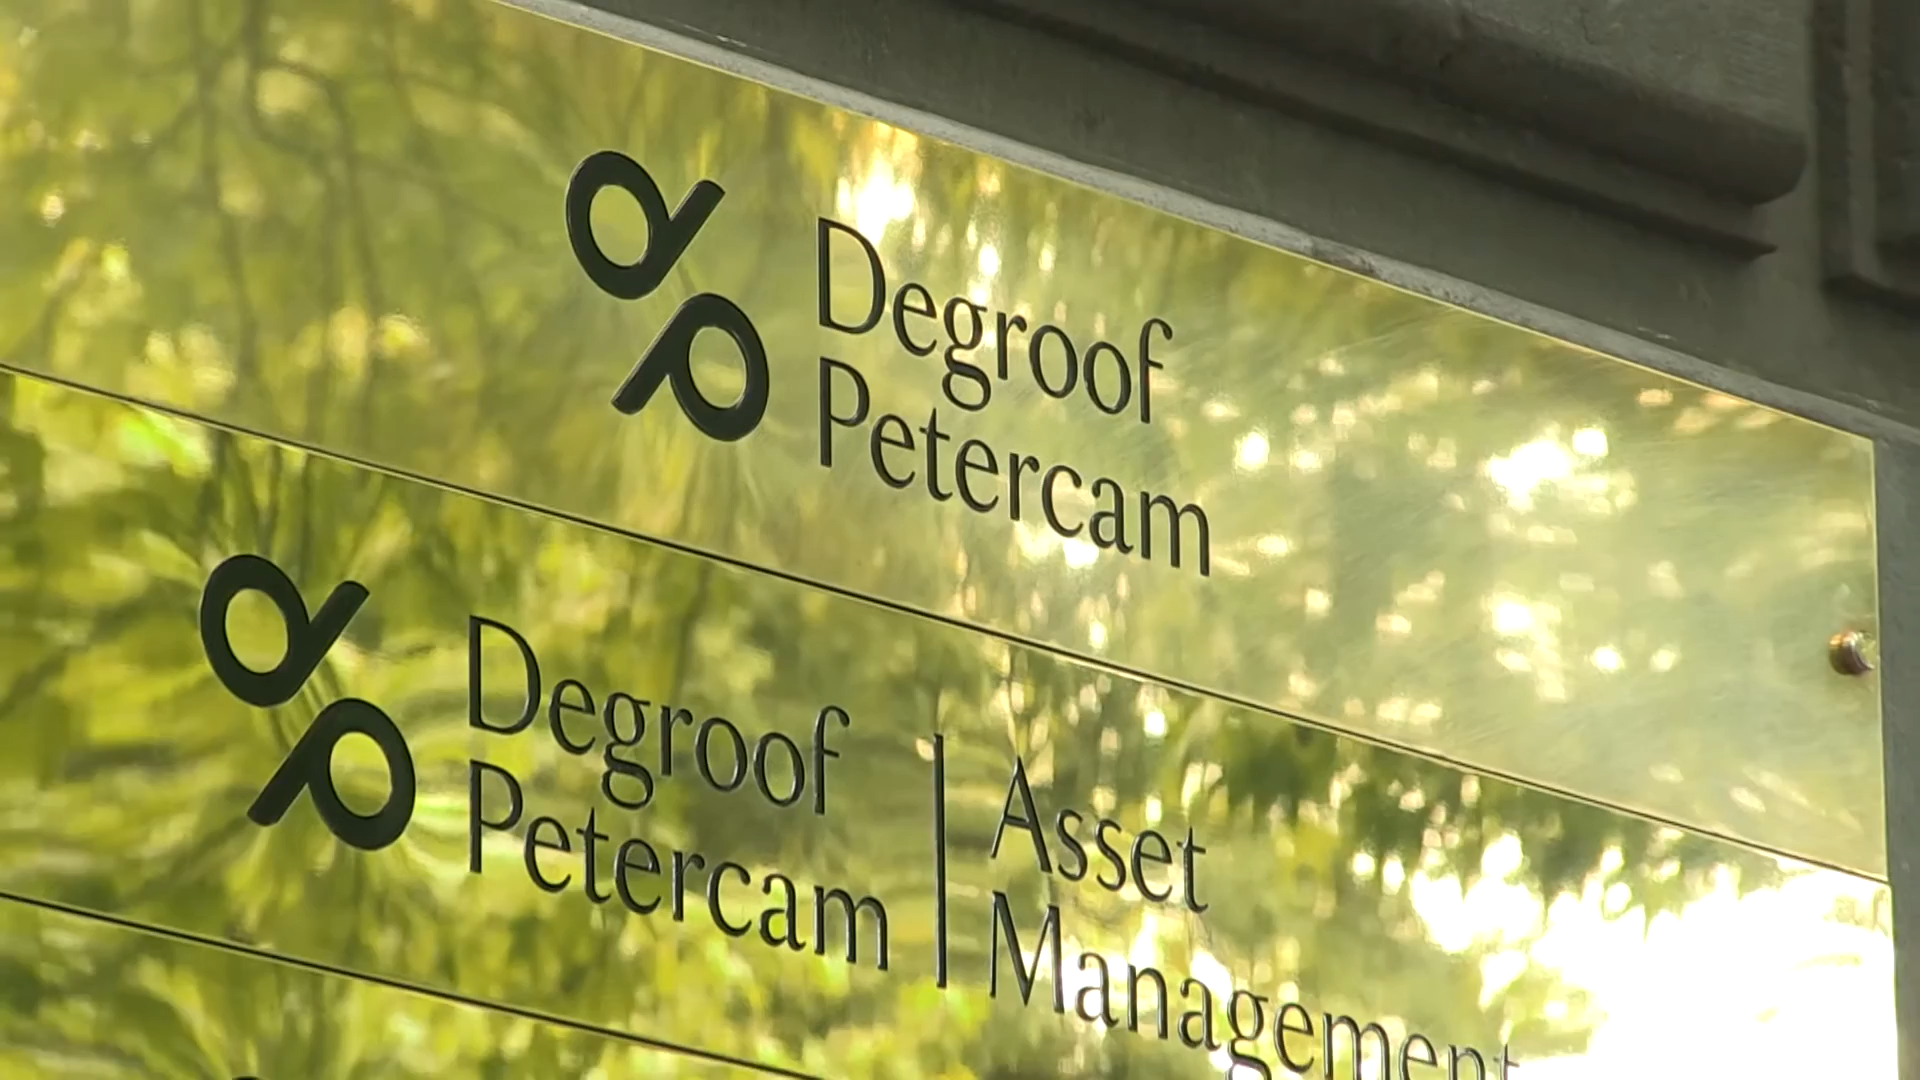 Degroof
Petercam
Degroof
Petercam
Asset
Management